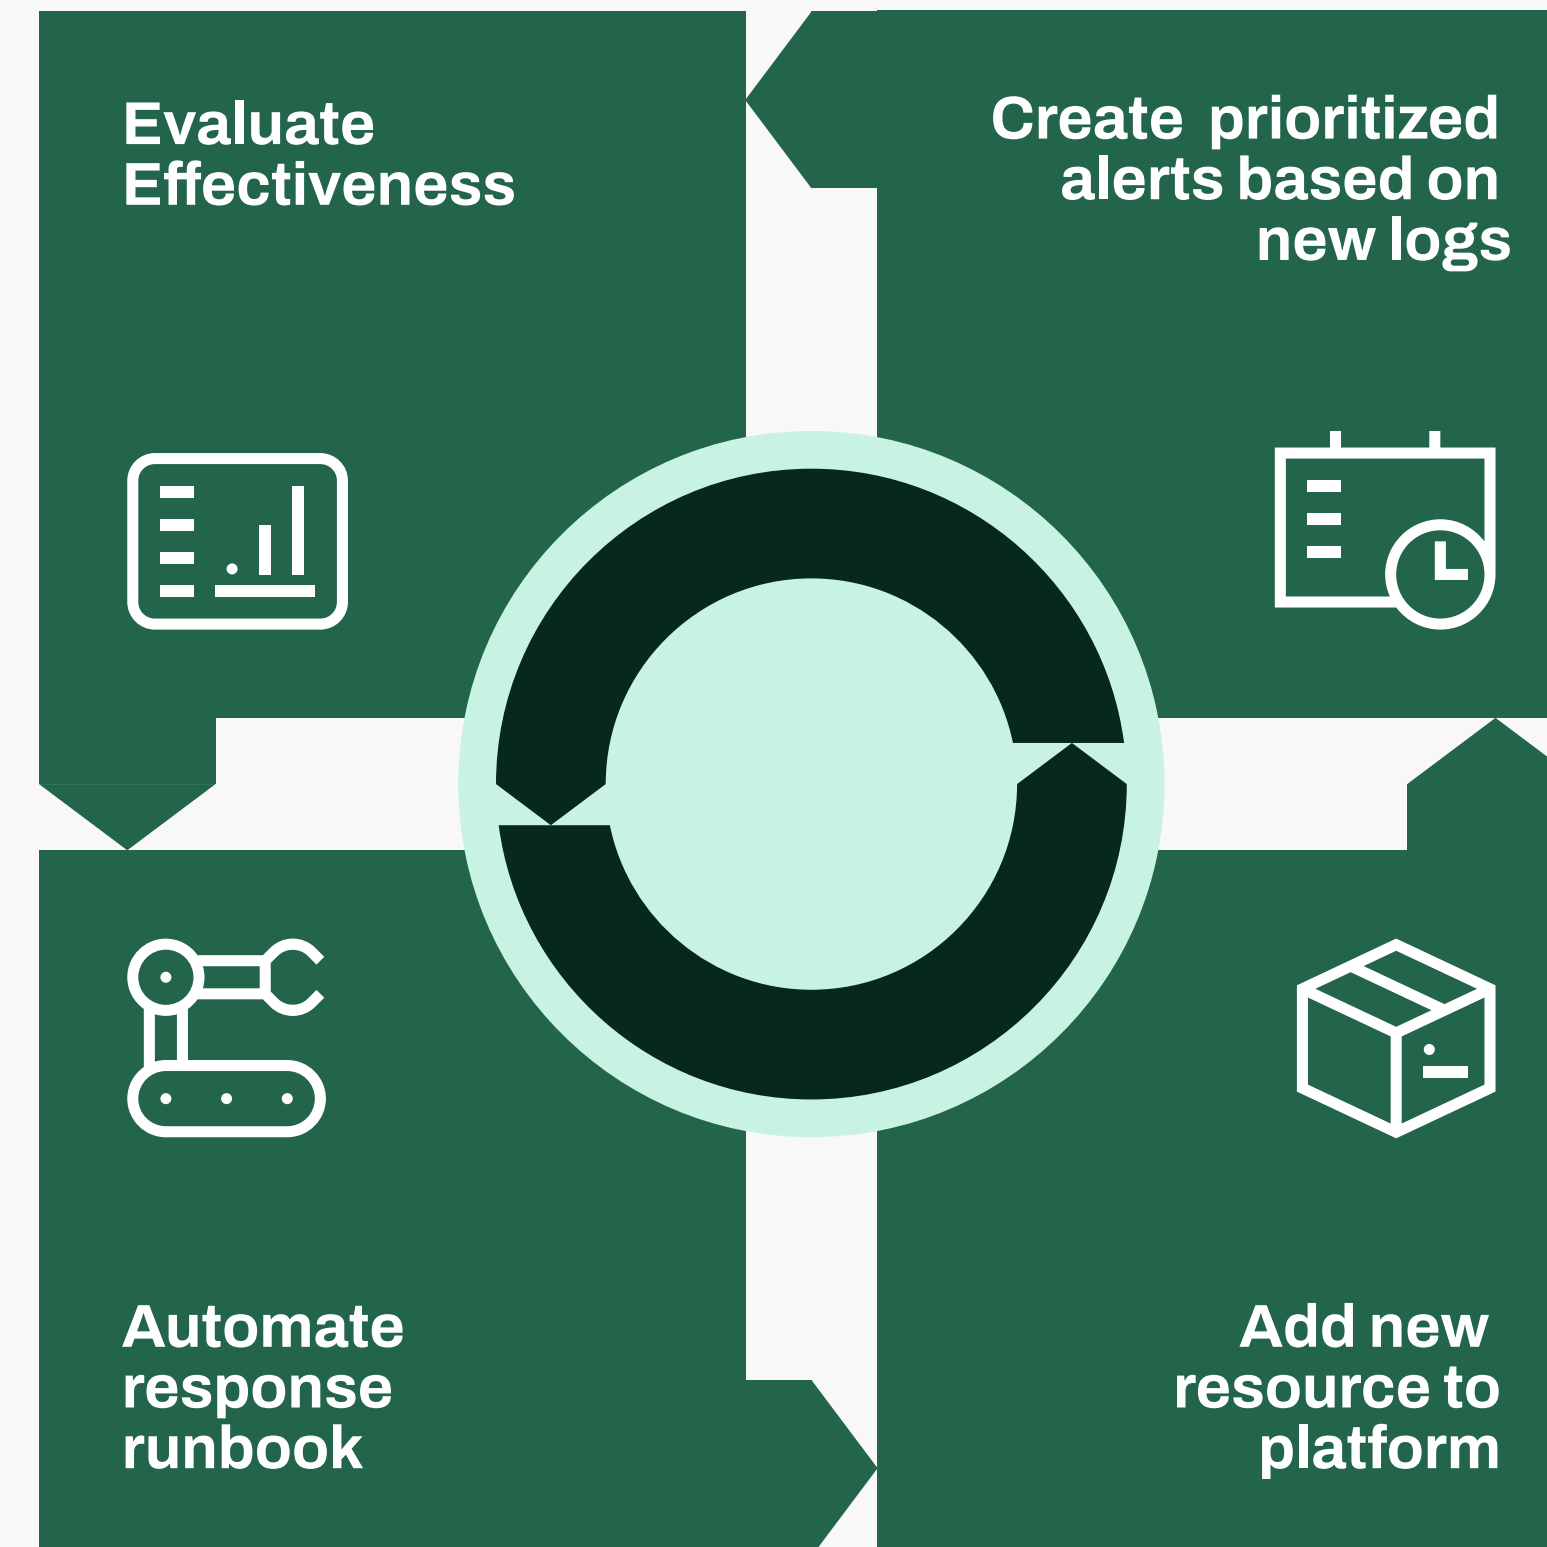 Evaluate
Effectiveness
Create prioritized
alerts based on
new logs
Automate
response
runbook
Add new
resource to
platform